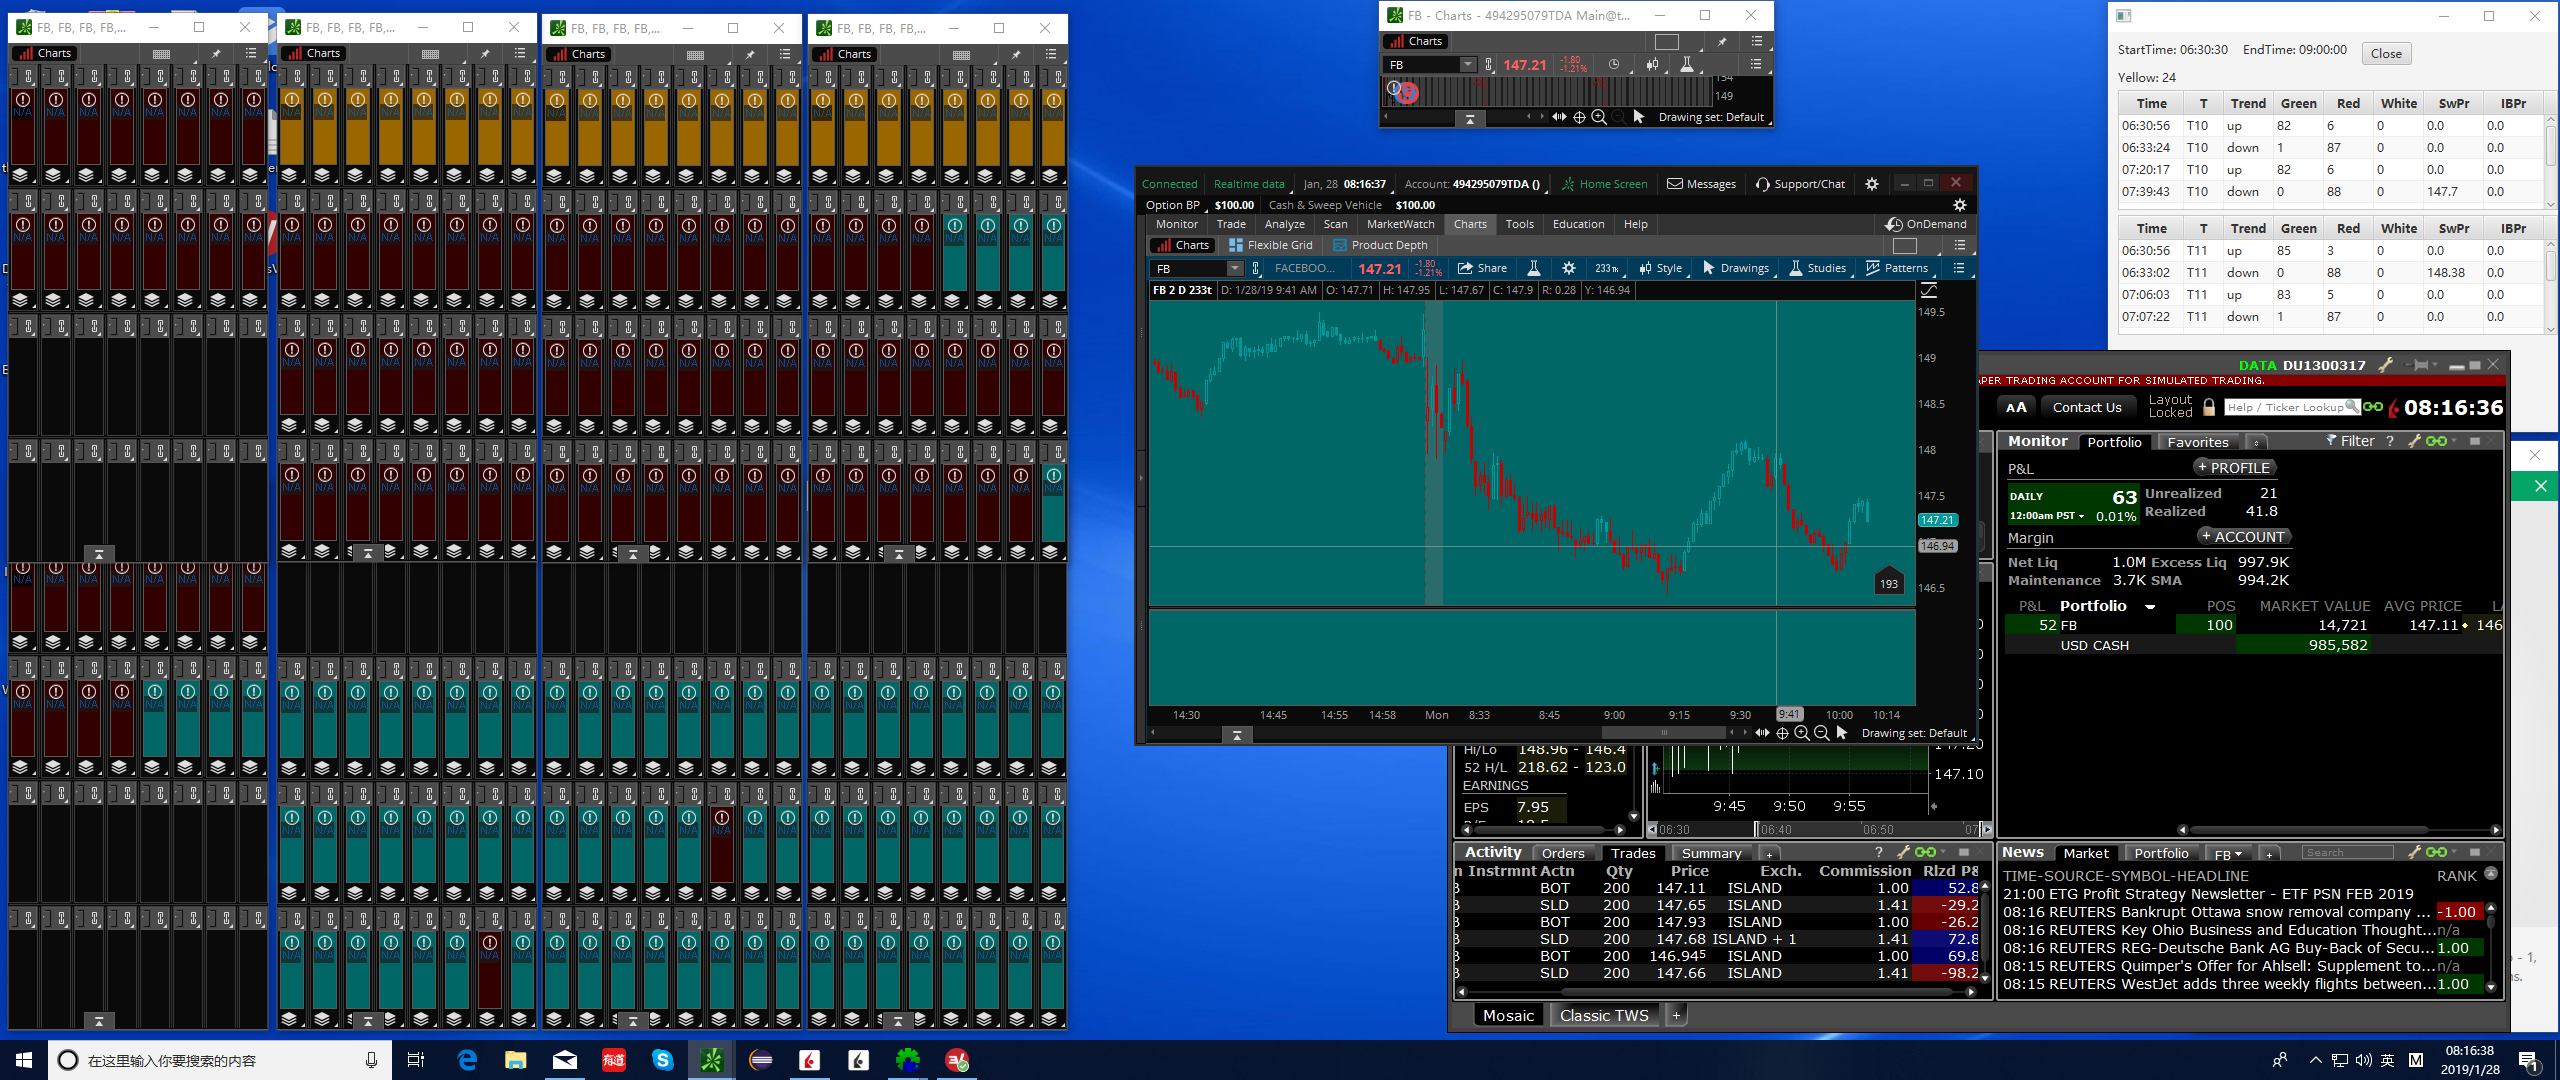 FB, FB, FB, FB,...
Charts
FB, FB, FB, FB,...
Charts
FB, FB, FB, FB,...
Charts
FB, FB, FB, FB,...
Charts
FB - Charts - 494295079TDA Main@t...
Charts
FB 147.21 -1.80 -1.21%
154
149
Drawing set: Default
StartTime: 06:30:30 EndTime: 09:00:00 Close
Yellow: 24
Time T Trend Green Red White SwPr IBPr
06:30:56 T10 up 82 6 0 0.0 0.0
06:33:24 T10 down 1 87 0 0.0 0.0
07:20:17 T10 up 82 6 0 0.0 0.0
07:39:43 T10 down 0 88 0 147.7 0.0
Time T Trend Green Red White SwPr IBPr
06:30:56 T11 up 85 3 0 0.0 0.0
06:33:02 T11 down 0 88 0 148.38 0.0
07:06:03 T11 up 83 5 0 0.0 0.0
07:07:22 T11 down 1 87 0 0.0 0.0
Connected Realtime data Jan, 28 08:16:37 Account: 494295079TDA () Home Screen Messages Support/Chat
Option BP $100.00 Cash & Sweep Vehicle $100.00
Monitor Trade Analyze Scan MarketWatch Charts Tools Education Help OnDemand
Charts Flexible Grid Product Depth
FB FACEBOO... 147.21 -1.80 -1.21% Share 233tk Style Drawings Studies Patterns
FB 2 D 233t D: 1/28/19 9:41 AM O: 147.71 H: 147.95 L: 147.67 C: 147.9 R: 0.28 Y: 146.94
149.5
149
148.5
148
147.5
147.21
146.94
193
146.5
14:30 14:45 14:55 14:58 Mon 8:33 8:45 9:00 9:15 9:30 9:41 10:00 10:14
Drawing set: Default
DATA DU1300317
APER TRADING ACCOUNT FOR SIMULATED TRADING.
AA Contact Us Layout Locked Help / Ticker Lookup 08:16:36
Monitor Portfolio Favorites + Filter ?
P&L + PROFILE
DAILY 63 Unrealized 21
12:00am PST 0.01% Realized 41.8
Margin + ACCOUNT
Net Liq 1.0M Excess Liq 997.9K
Maintenance 3.7K SMA 994.2K
P&L Portfolio POS MARKET VALUE AVG PRICE LA
52 FB 100 14,721 147.11 146
USD CASH 985,582
Hi/Lo 148.96 - 146.4
52 H/L 218.62 - 123.0
EARNINGS
EPS 7.95
147.20
147.10
9:45 9:50 9:55
06:30 06:40 06:50 07
Activity Orders Trades Summary + ?
Instrmnt Actn Qty Price Exch. Commission Rlzd P&
BOT 200 147.11 ISLAND 1.00 52.8
SLD 200 147.65 ISLAND 1.41 -29.2
BOT 200 147.93 ISLAND 1.00 -26.2
SLD 200 147.68 ISLAND + 1 1.41 72.8
BOT 200 146.94⁵ ISLAND 1.00 69.8
SLD 200 147.66 ISLAND 1.41 -98.2
News Market Portfolio FB + Search
TIME-SOURCE-SYMBOL-HEADLINE RANK
21:00 ETG Profit Strategy Newsletter - ETF PSN FEB 2019
08:16 REUTERS Bankrupt Ottawa snow removal company ... -1.00
08:16 REUTERS Key Ohio Business and Education Thought... n/a
08:16 REUTERS REG-Deutsche Bank AG Buy-Back of Secu... 1.00
08:15 REUTERS Quimper's Offer for Ahlsell: Supplement to... n/a
08:15 REUTERS WestJet adds three weekly flights between... 1.00
Mosaic Classic TWS +
在这里输入你要搜索的内容
有道
英
M
08:16:38
2019/1/28